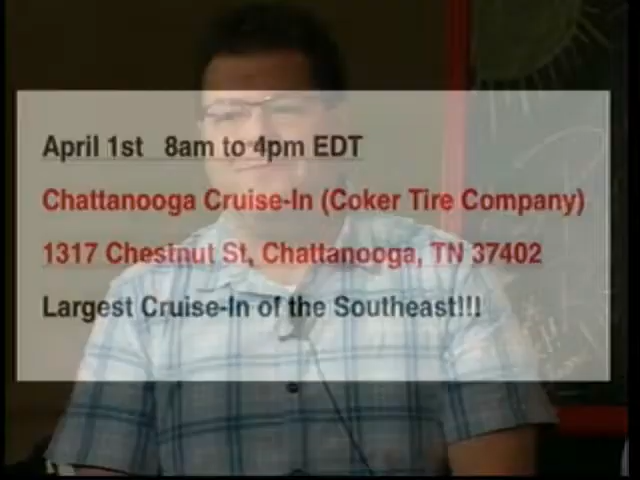 April 1st 8am to 4pm EDT
Chattanooga Cruise-In (Coker Tire Company)
1317 Chestnut St, Chattanooga, TN 37402
Largest Cruise-In of the Southeast!!!